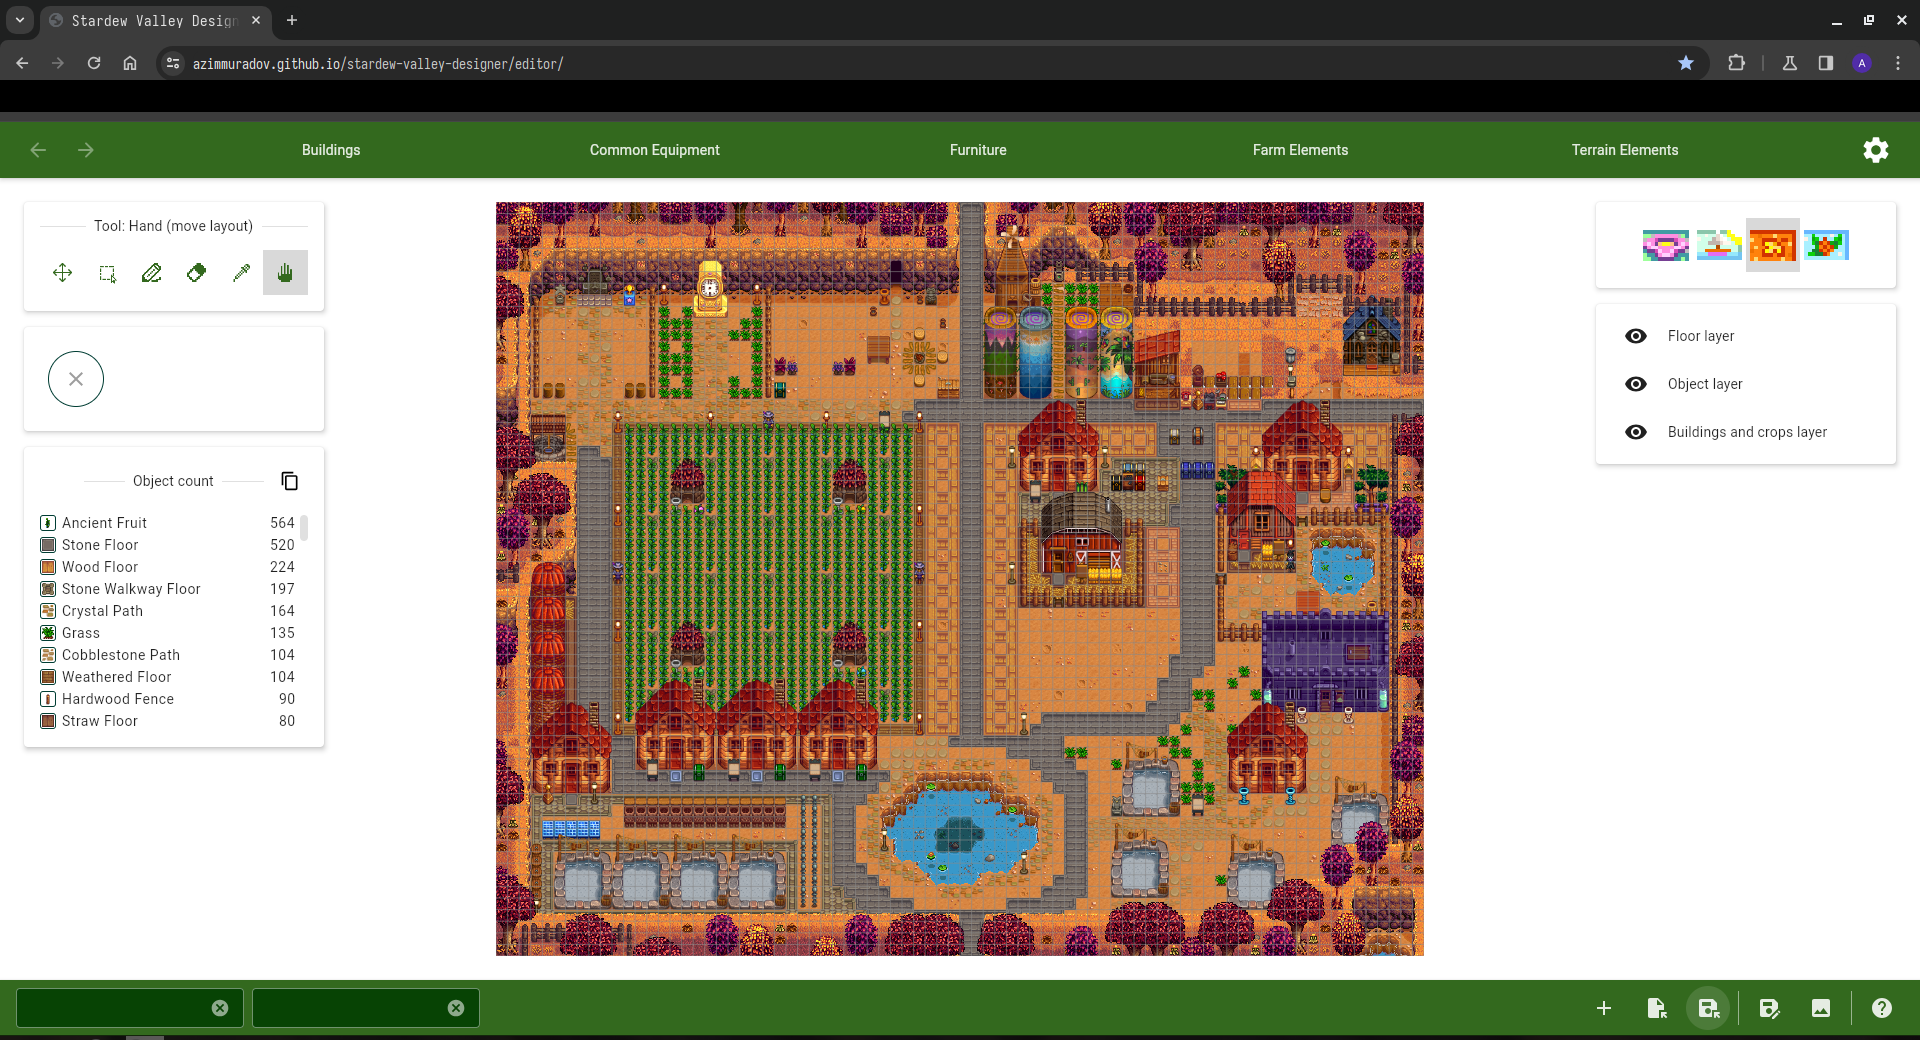 Stardew Valley Desig
azimmuradov.github.io/stardew-valley-designer/editor/
A
Buildings
Common Equipment
Furniture
Farm Elements
Terrain Elements
Tool: Hand (move layout)
Object count
Ancient Fruit 564
Stone Floor 520
Wood Floor 224
Stone Walkway Floor 197
Crystal Path 164
Grass 135
Cobblestone Path 104
Weathered Floor 104
Hardwood Fence 90
Straw Floor 80
Floor layer
Object layer
Buildings and crops layer